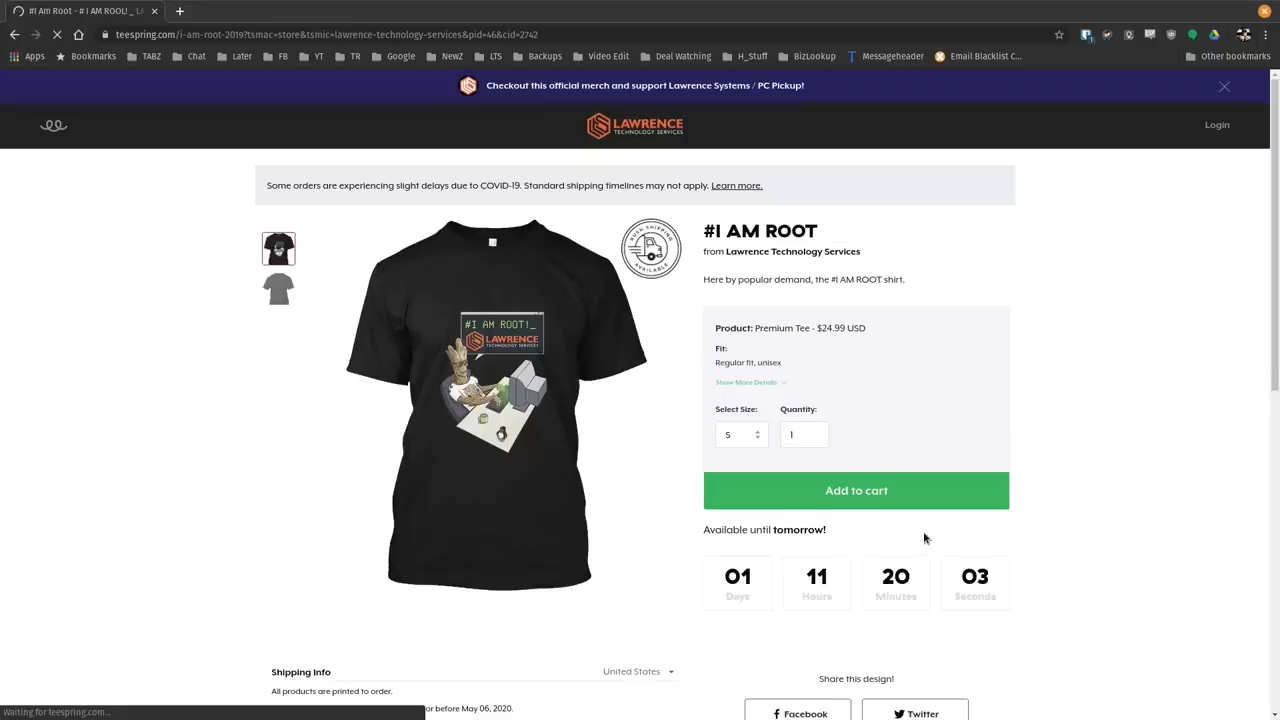 #I Am Root - # I AM ROOL! _ LA
teespring.com/i-am-root-2019?tsmac=store&tsmic=lawrence-technology-services&pid=46&cid=2742
Apps Bookmarks TABZ Chat Later FB YT TR Google NewZ LTS Backups Video Edit Deal Watching H_Stuff BizLookup Messageheader Email Blacklist C... Other bookmarks
Checkout this official merch and support Lawrence Systems / PC Pickup!
LAWRENCE
TECHNOLOGY SERVICES
Login
Some orders are experiencing slight delays due to COVID-19. Standard shipping timelines may not apply. Learn more.
RUSH SHIPPING
AVAILABLE
#I AM ROOT!_
LAWRENCE
TECHNOLOGY SERVICES
#I AM ROOT
from Lawrence Technology Services
Here by popular demand, the #I AM ROOT shirt.
Product: Premium Tee - $24.99 USD
Fit:
Regular fit, unisex
Show More Details
Select Size: Quantity:
S 1
Add to cart
Available until tomorrow!
01 11 20 03
Days Hours Minutes Seconds
Shipping Info United States
All products are printed to order.
or before May 06, 2020.
Share this design!
Facebook Twitter
Waiting for teespring.com...